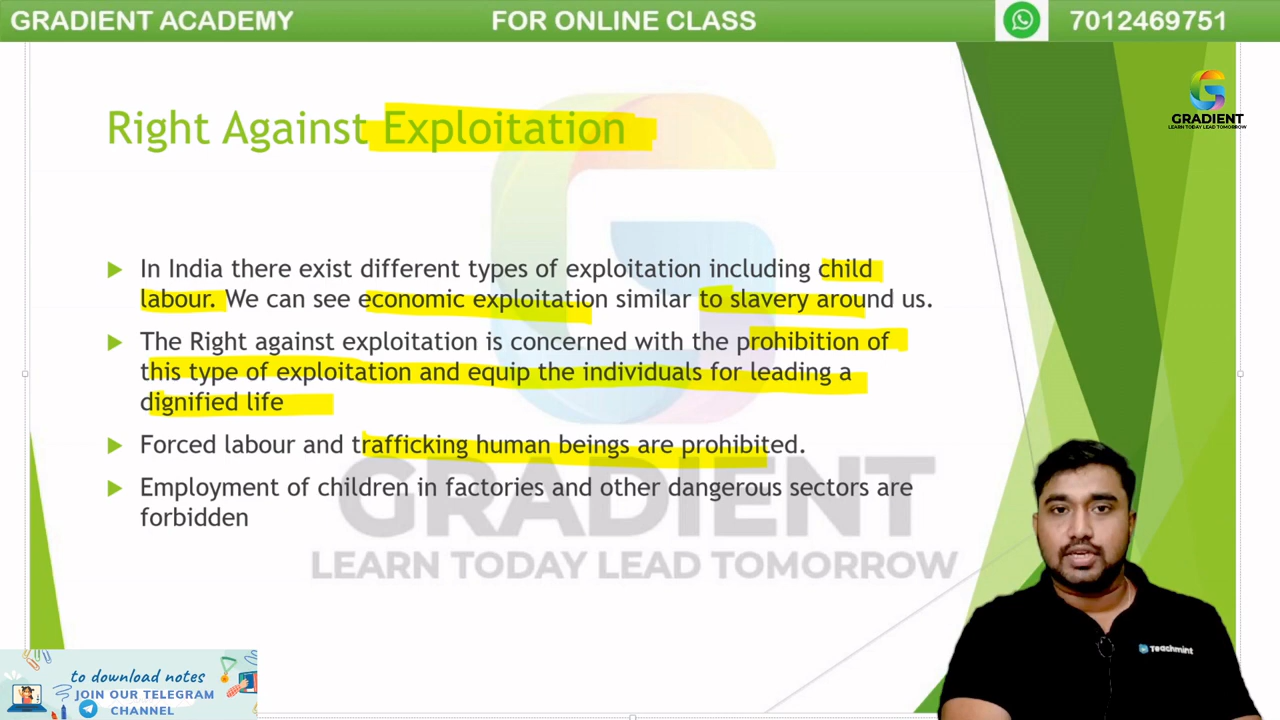 GRADIENT ACADEMY
FOR ONLINE CLASS
7012469751
GRADIENT
LEARN TODAY LEAD TOMORROW
Right Against Exploitation
In India there exist different types of exploitation including child
labour. We can see economic exploitation similar to slavery around us.
The Right against exploitation is concerned with the prohibition of
this type of exploitation and equip the individuals for leading a
dignified life
Forced labour and trafficking human beings are prohibited.
Employment of children in factories and other dangerous sectors are
forbidden
GRADIENT
LEARN TODAY LEAD TOMORROW
Teachmint
to download notes
JOIN OUR TELEGRAM
CHANNEL